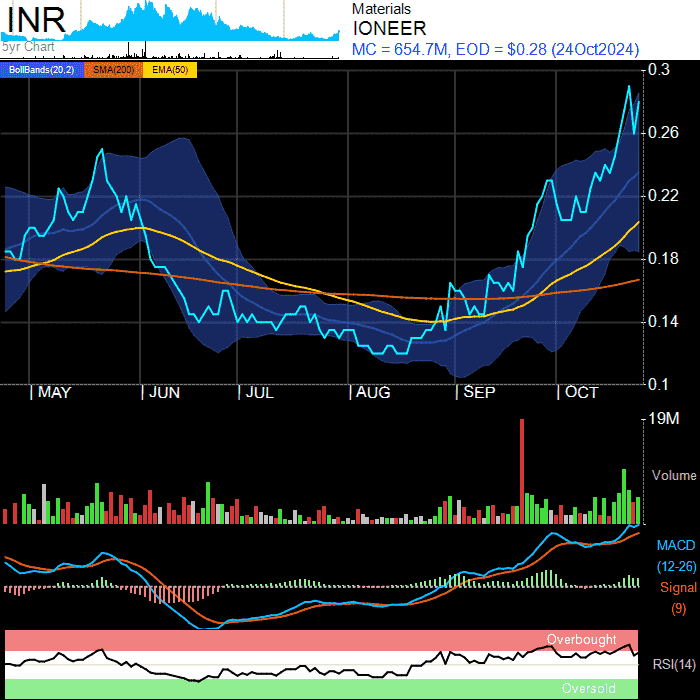 INR
Materials
IONEER
MC = 654.7M, EOD = $0.28 (24Oct2024)
5yr Chart
BollBands(20,2) SMA(200) EMA(50)
0.3
0.26
0.22
0.18
0.14
0.1
MAY JUN JUL AUG SEP OCT
19M
Volume
MACD
(12-26)
Signal
(9)
Overbought
RSI(14)
Oversold